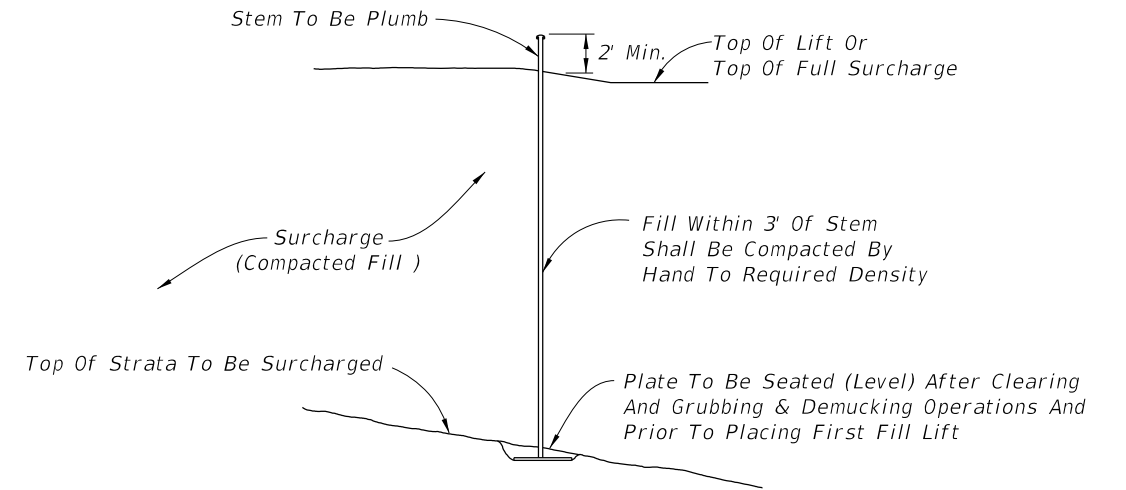 Stem To Be Plumb
2' Min.
Top Of Lift Or
Top Of Full Surcharge
Surcharge
(Compacted Fill )
Fill Within 3' Of Stem
Shall Be Compacted By
Hand To Required Density
Top Of Strata To Be Surcharged
Plate To Be Seated (Level) After Clearing
And Grubbing & Demucking Operations And
Prior To Placing First Fill Lift